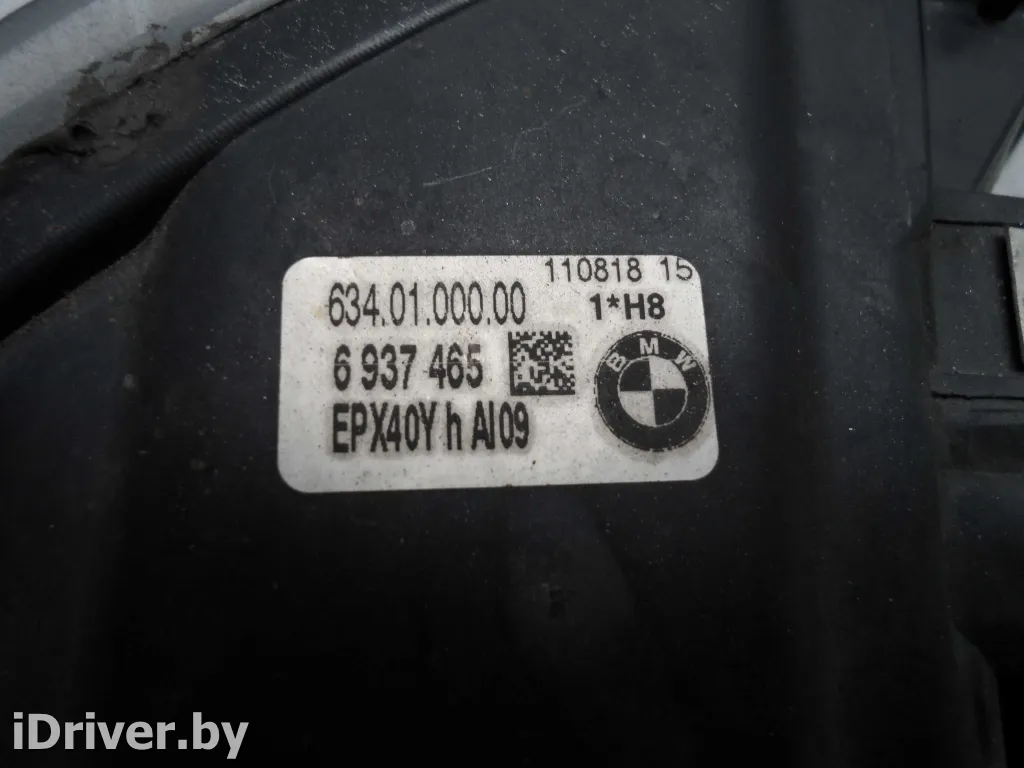 110818 15
634.01.000.00
1*H8
6 937 465
BMW
EPX40Y h AI09
iDriver.by